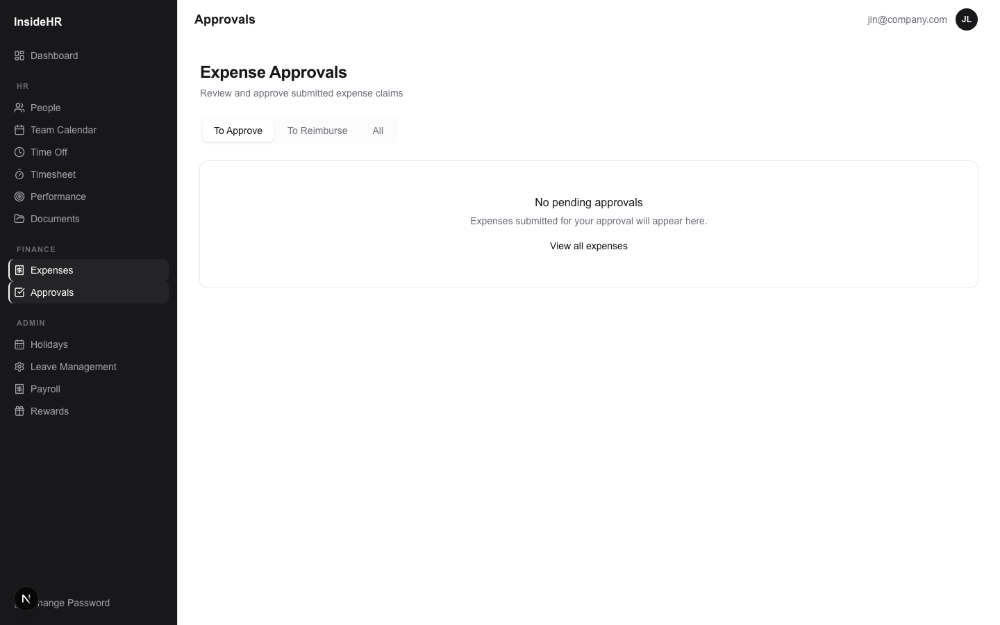 InsideHR
Dashboard
HR
People
Team Calendar
Time Off
Timesheet
Performance
Documents
FINANCE
Expenses
Approvals
ADMIN
Holidays
Leave Management
Payroll
Rewards
N
hange Password
Approvals
jin@company.com
JL
Expense Approvals
Review and approve submitted expense claims
To Approve
To Reimburse
All
No pending approvals
Expenses submitted for your approval will appear here.
View all expenses